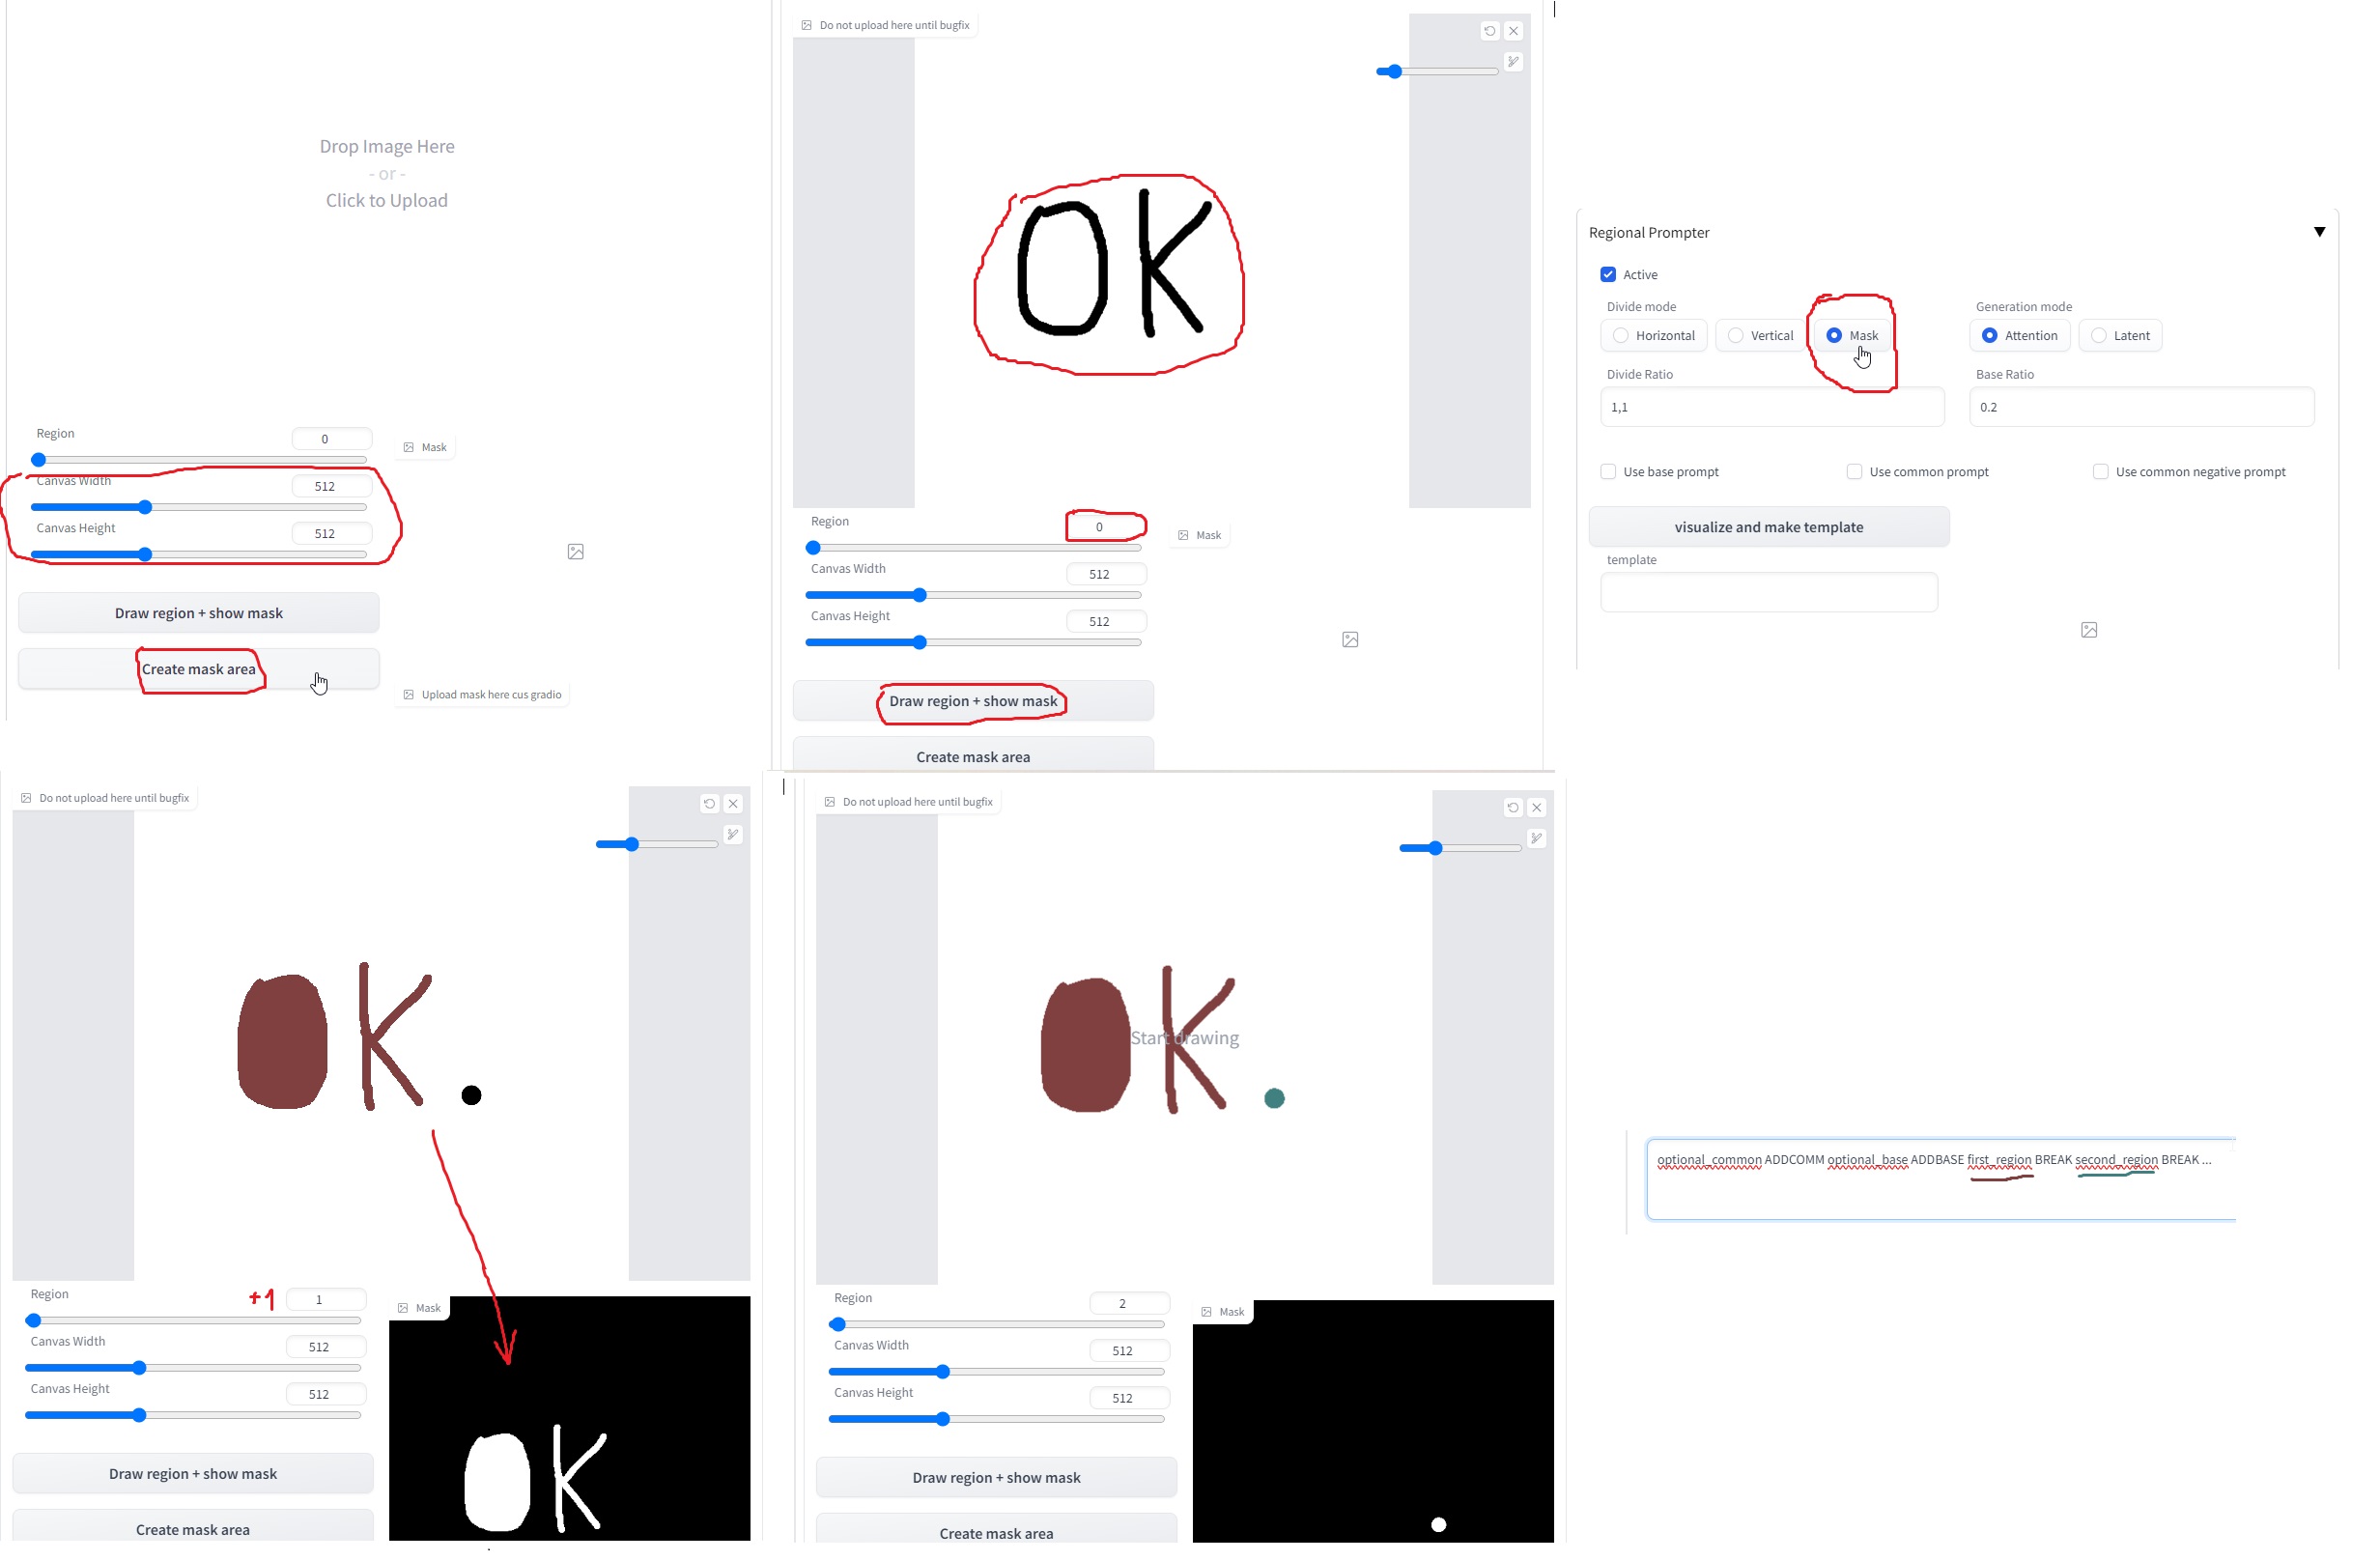 Drop Image Here
- or -
Click to Upload
Region
0
Mask
Canvas Width
512
Canvas Height
512
Draw region + show mask
Create mask area
Upload mask here cus gradio
Do not upload here until bugfix
OK
Region
0
Mask
Canvas Width
512
Canvas Height
512
Draw region + show mask
Create mask area
Regional Prompter
Active
Divide mode
Generation mode
Horizontal
Vertical
Mask
Attention
Latent
Divide Ratio
Base Ratio
1,1
0.2
Use base prompt
Use common prompt
Use common negative prompt
visualize and make template
template
Do not upload here until bugfix
OK.
Region
+1
1
Mask
Canvas Width
512
Canvas Height
512
OK
Draw region + show mask
Create mask area
Do not upload here until bugfix
OK.
Start drawing
Region
2
Mask
Canvas Width
512
Canvas Height
512
Draw region + show mask
Create mask area
optional_common ADDCOMM optional_base ADDBASE first_region BREAK second_region BREAK ...